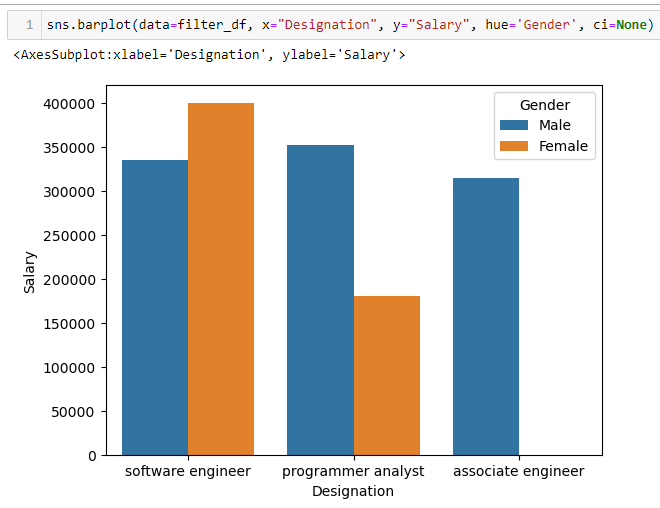 1 sns.barplot(data=filter_df, x="Designation", y="Salary", hue='Gender', ci=None)
<AxesSubplot:xlabel='Designation', ylabel='Salary'>
Gender
Male
Female
400000
350000
300000
250000
200000
150000
100000
50000
0
Salary
software engineer programmer analyst associate engineer
Designation